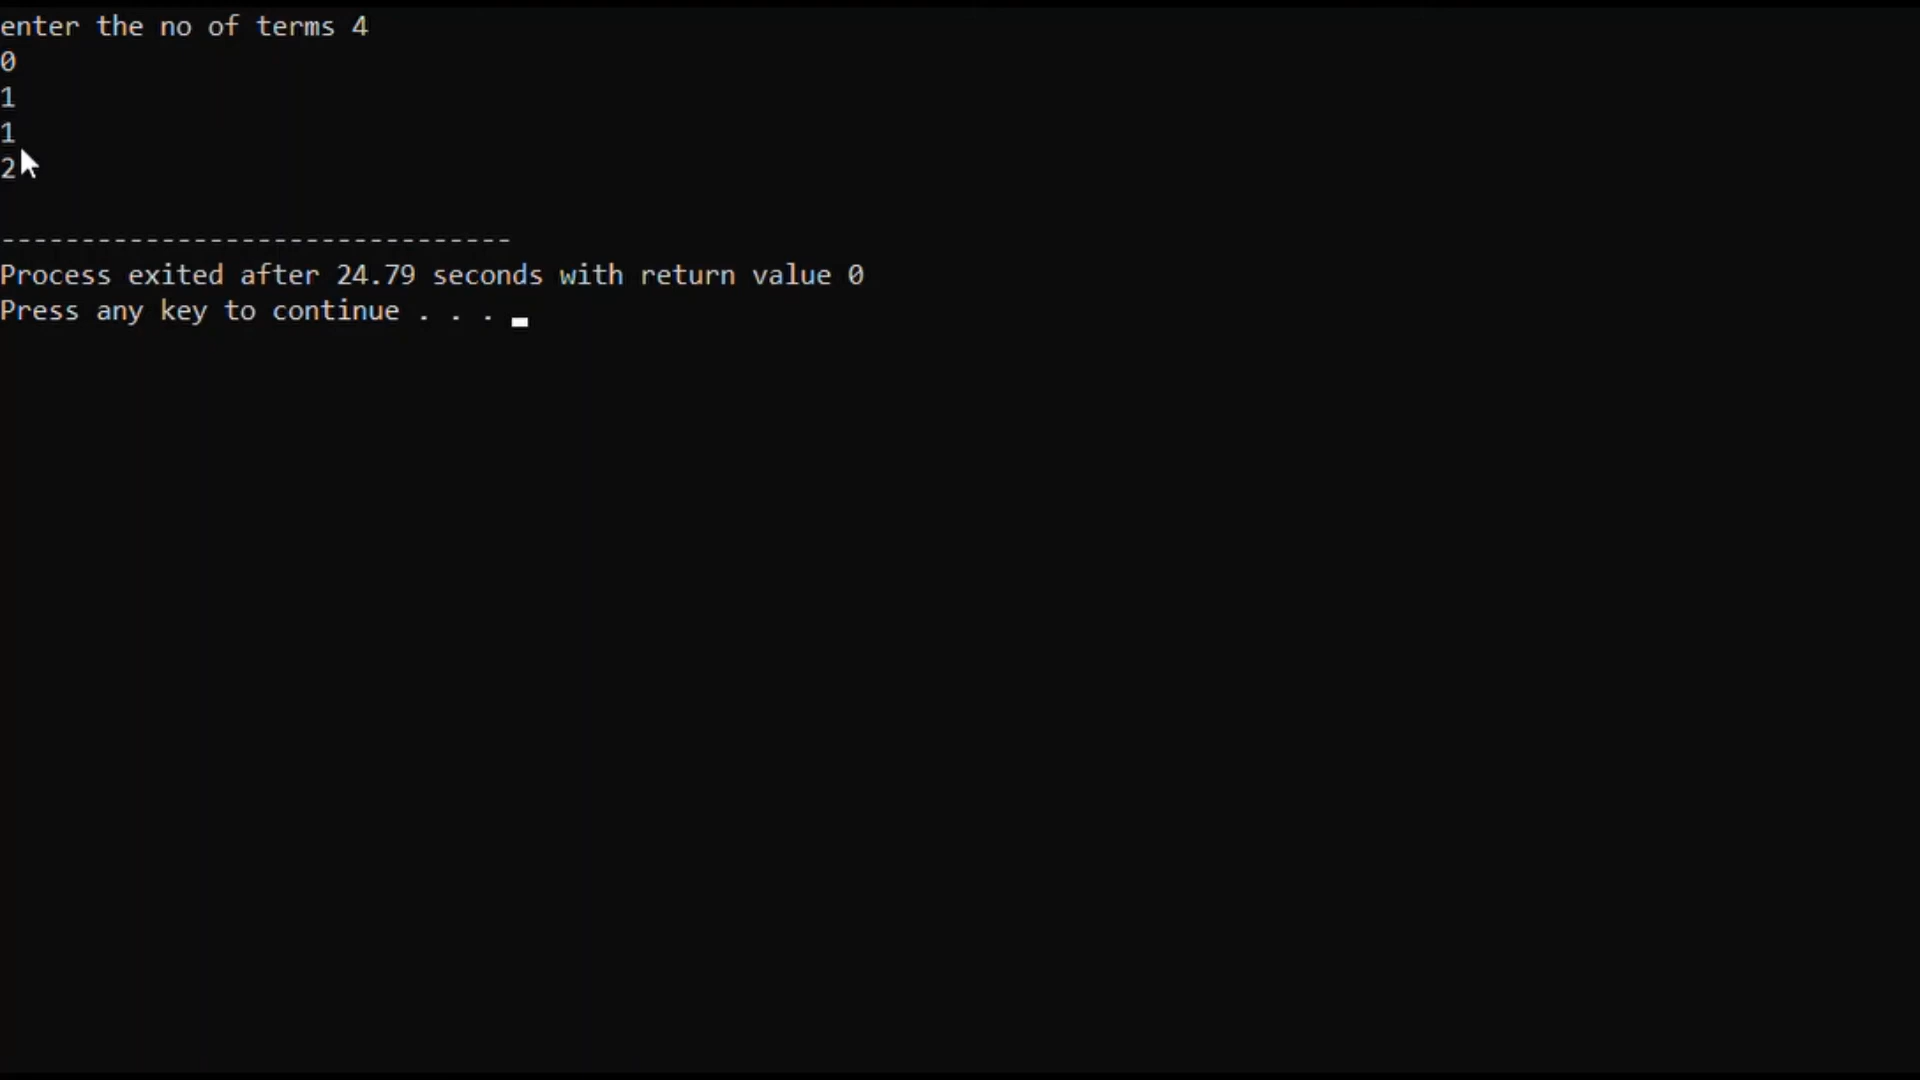 enter the no of terms 4
0
1
1
2
--------------------------------
Process exited after 24.79 seconds with return value 0
Press any key to continue . . .